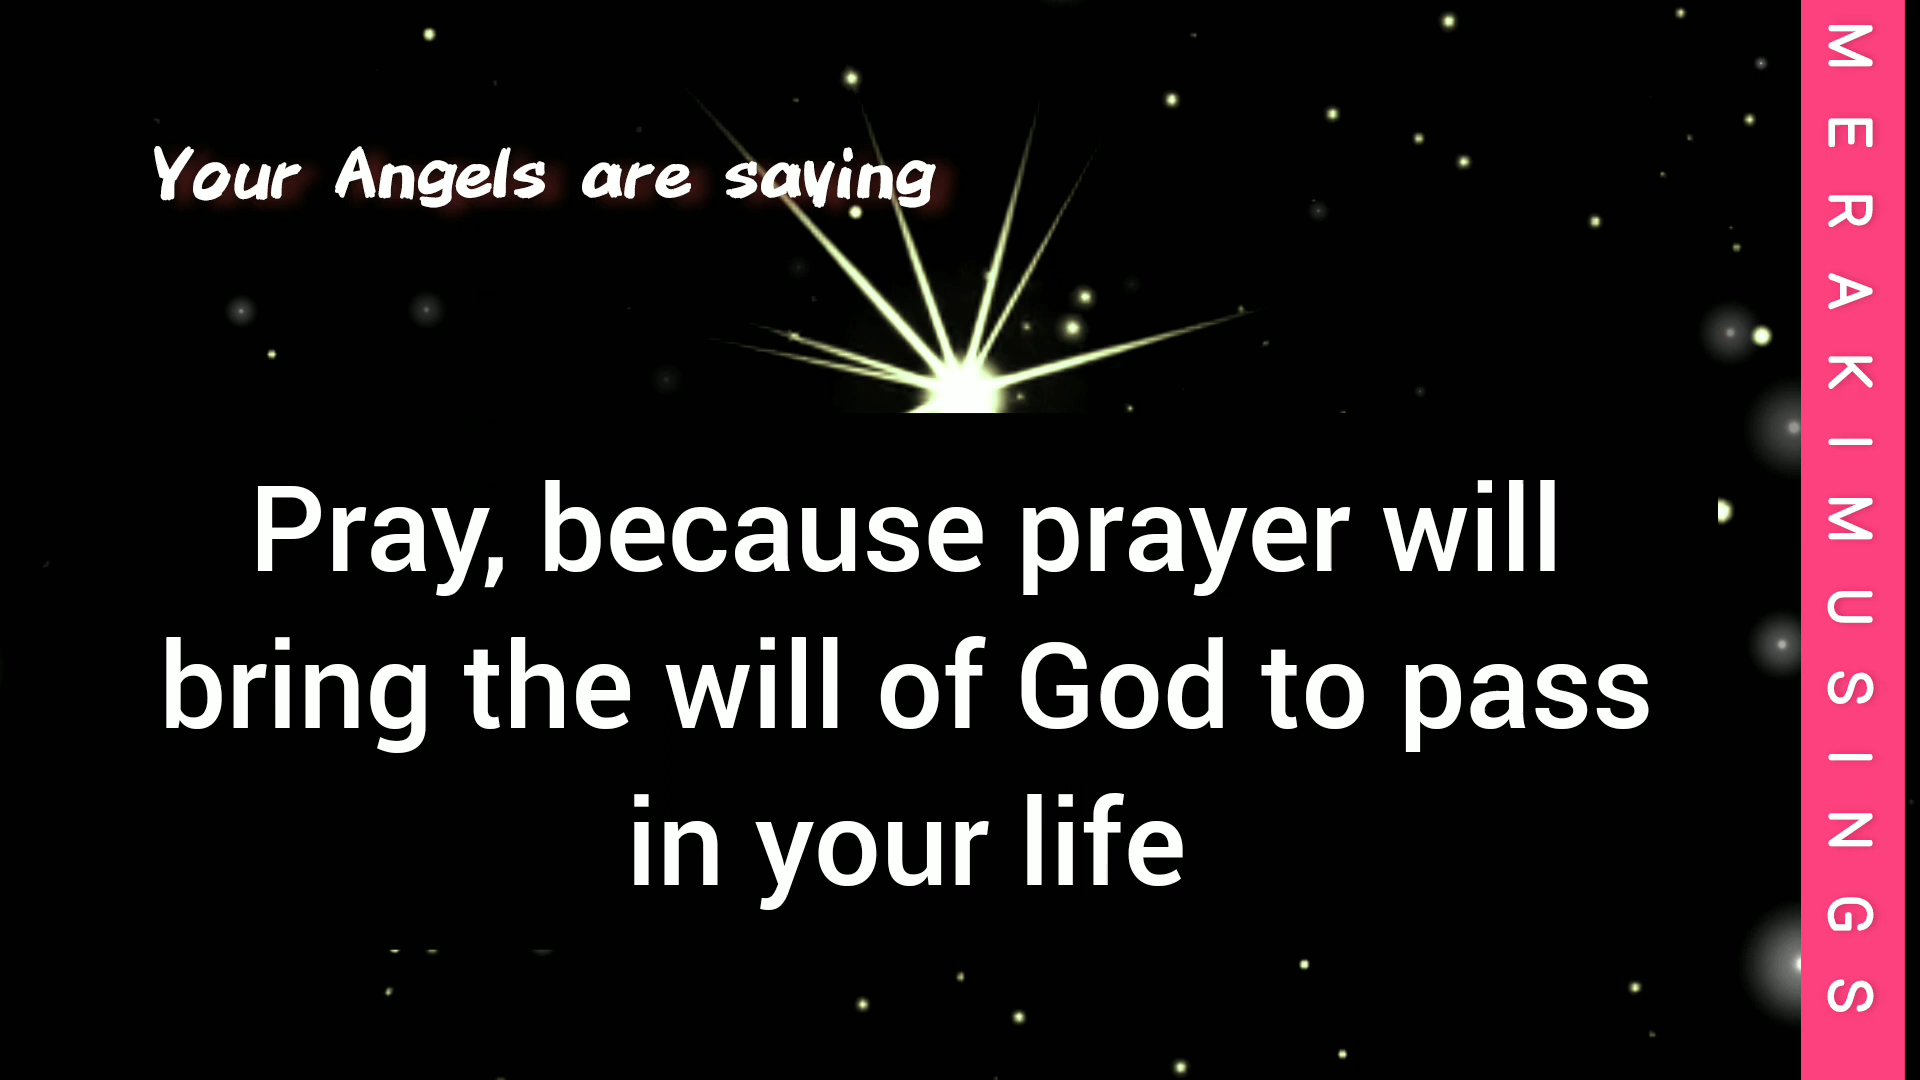 Your Angels are saying
Pray, because prayer will
bring the will of God to pass
in your life
MERAKIMUSINGS